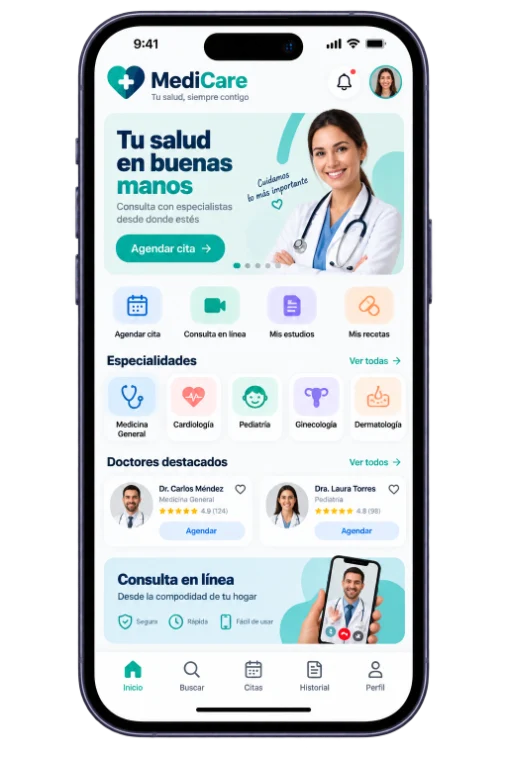 9:41
MediCare
Tu salud, siempre contigo
Tu salud
en buenas
manos
Cuidamos
lo más importante
Consulta con especialistas
desde donde estés
Agendar cita →
Agendar cita
Consulta en línea
Mis estudios
Mis recetas
Especialidades
Ver todas →
Medicina
General
Cardiología
Pediatría
Ginecología
Dermatología
Doctores destacados
Ver todos →
Dr. Carlos Méndez
Medicina General
★★★★★ 4.9 (124)
Agendar
Dra. Laura Torres
Pediatría
★★★★★ 4.8 (98)
Agendar
Consulta en línea
Desde la compodidad de tu hogar
Seguro
Rápida
Fácil de usar
Inicio
Buscar
Citas
Historial
Perfil